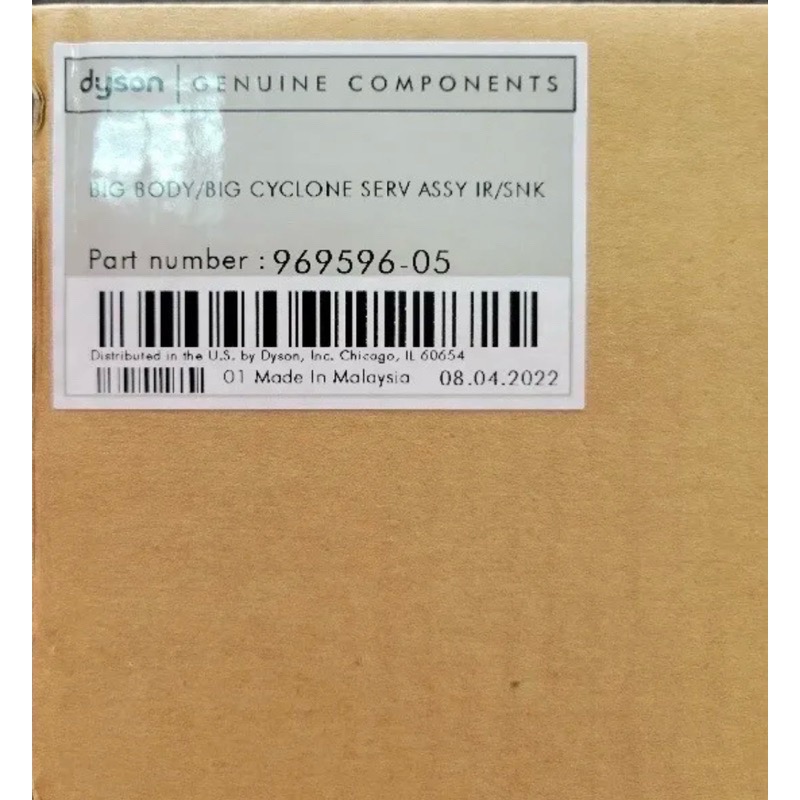 dyson | GENUINE COMPONENTS
BIG BODY/BIG CYCLONE SERV ASSY IR/SNK
Part number : 969596-05
Distributed in the U.S. by Dyson, Inc. Chicago, IL 60654
01 Made In Malaysia 08.04.2022